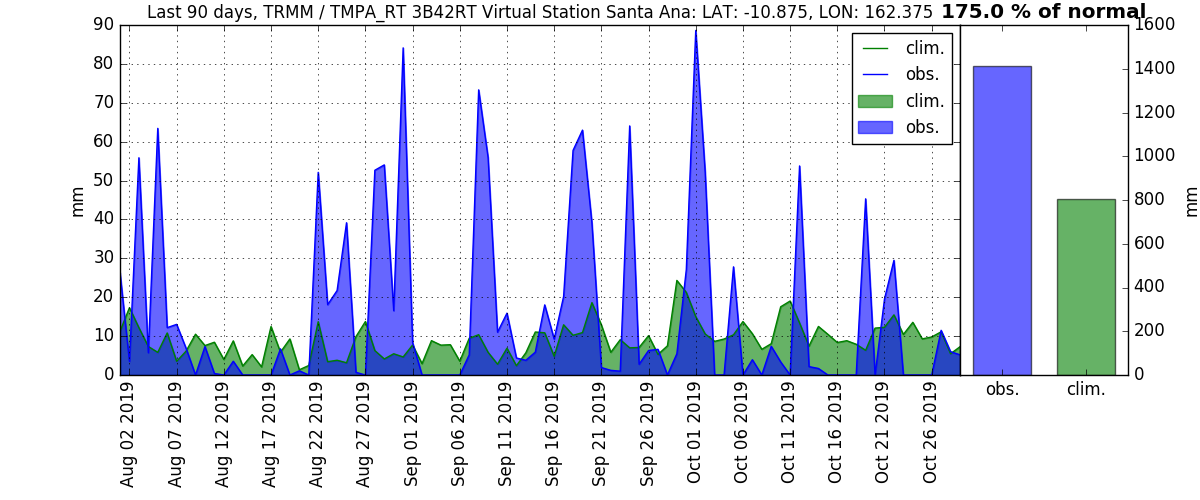 Last 90 days, TRMM / TMPA_RT 3B42RT Virtual Station Santa Ana: LAT: -10.875, LON: 162.375 175.0 % of normal
90
80
70
60
50
40
30
20
10
0
mm
clim.
obs.
clim.
obs.
Aug 02 2019
Aug 07 2019
Aug 12 2019
Aug 17 2019
Aug 22 2019
Aug 27 2019
Sep 01 2019
Sep 06 2019
Sep 11 2019
Sep 16 2019
Sep 21 2019
Sep 26 2019
Oct 01 2019
Oct 06 2019
Oct 11 2019
Oct 16 2019
Oct 21 2019
Oct 26 2019
1600
1400
1200
1000
800
600
400
200
0
mm
obs.
clim.